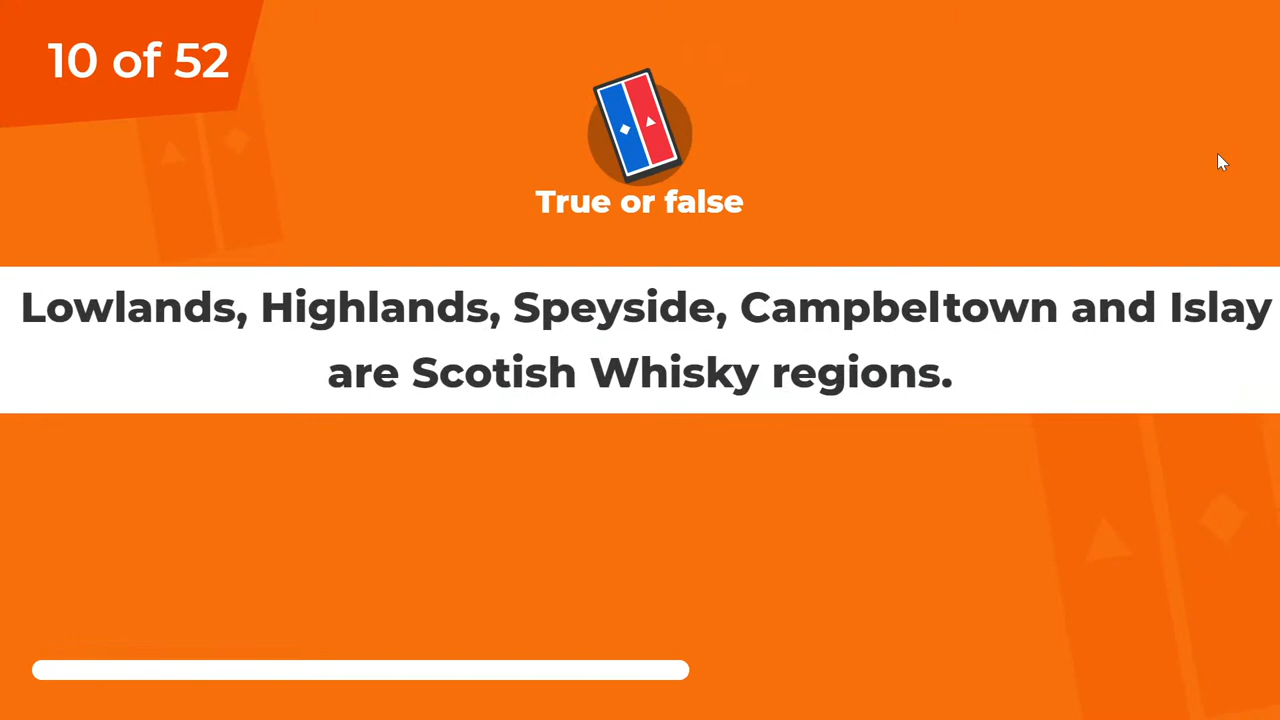 10 of 52
True or false
Lowlands, Highlands, Speyside, Campbeltown and Islay
are Scotish Whisky regions.